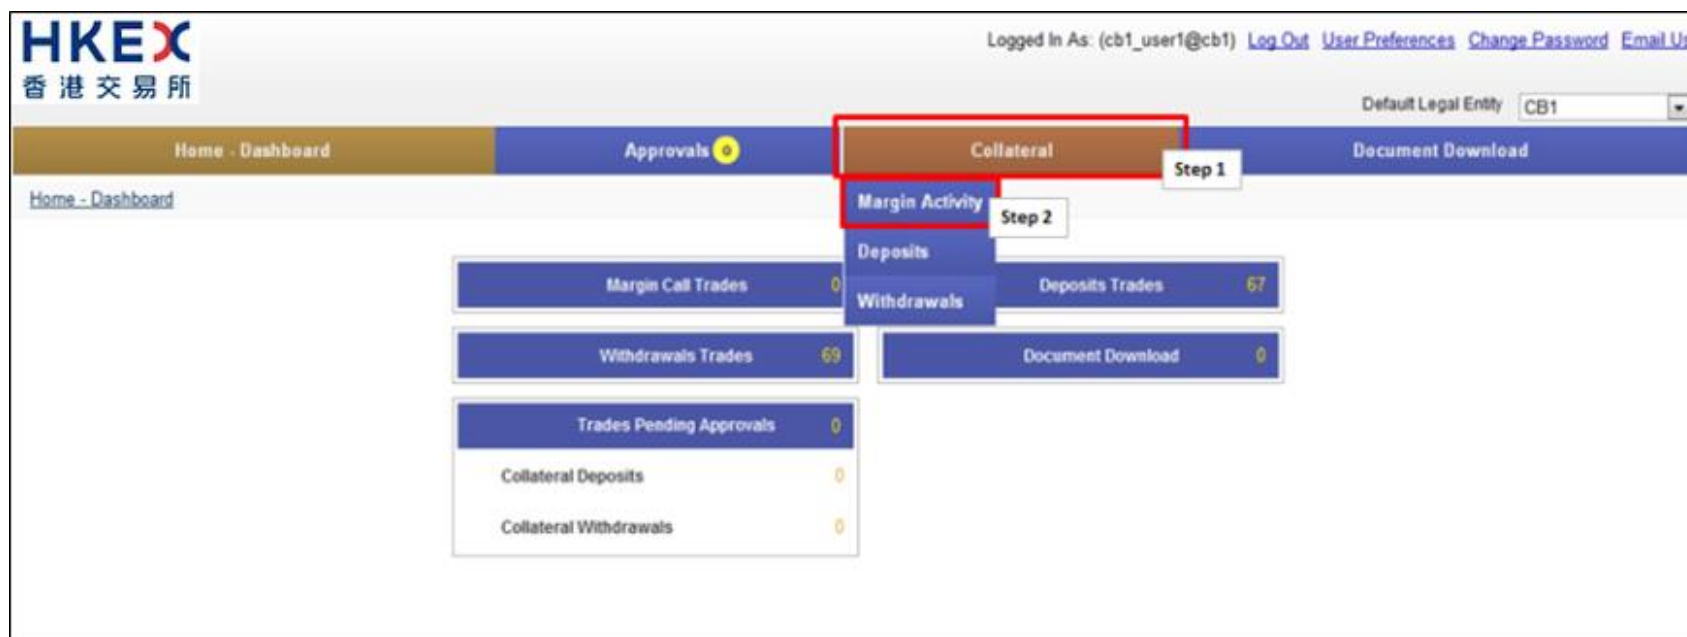 HKEX
香港交易所
Logged In As: (cb1_user1@cb1) Log Out User Preferences Change Password Email Us
Default Legal Entity CB1
Home - Dashboard Approvals 0 Collateral Document Download
Step 1
Home - Dashboard
Margin Activity
Step 2
Deposits
Withdrawals
Margin Call Trades 0
Deposits Trades 67
Withdrawals Trades 69
Document Download 0
Trades Pending Approvals 0
Collateral Deposits 0
Collateral Withdrawals 0